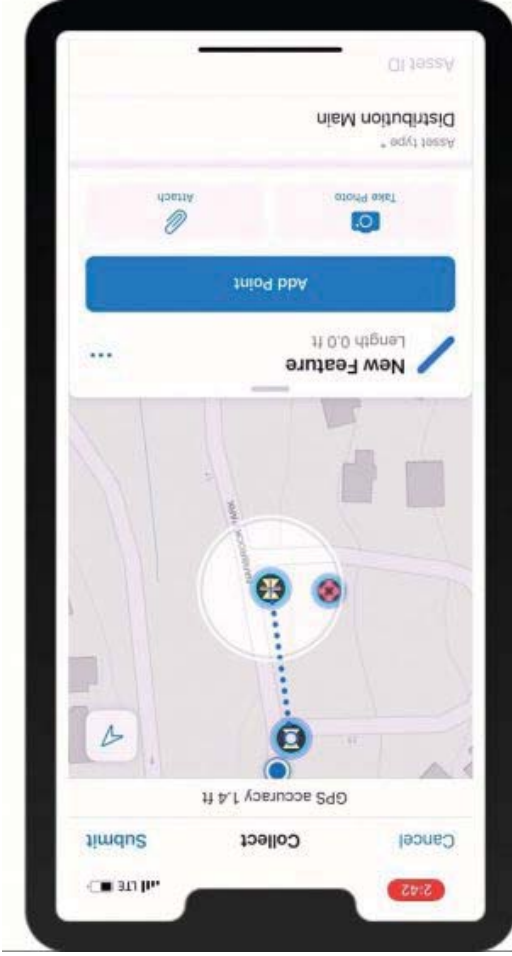 2:42
LTE
Cancel
Collect
Submit
GPS accuracy 1.4 ft
New Feature
Length 0.0 ft
Add Point
Take Photo
Attach
Asset type *
Distribution Main
Asset ID